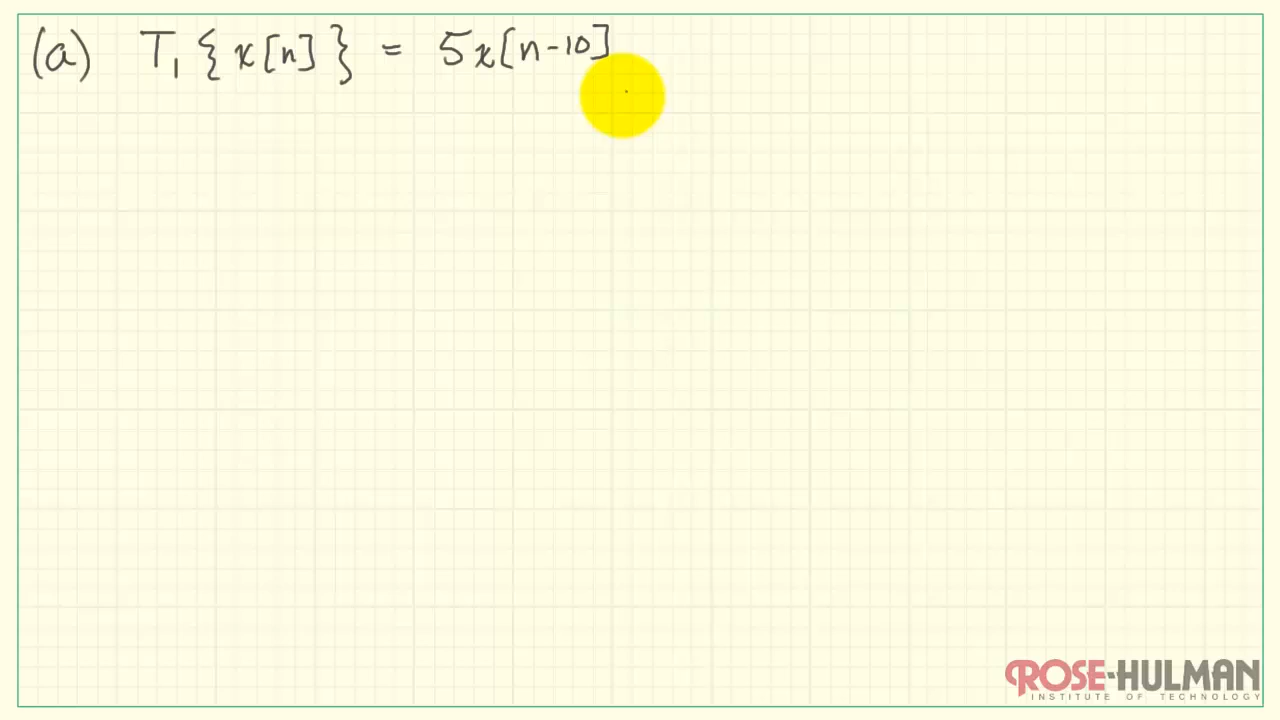 (a) T₁ { x[n] } = 5x[n-10]
ROSE-HULMAN
INSTITUTE OF TECHNOLOGY